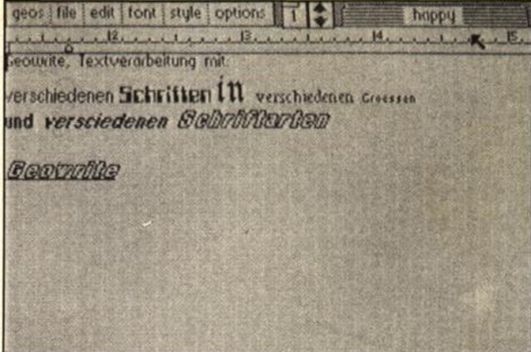 geos file edit font style options 1 happy
12 13 14 15
Geowrite, Textverarbeitung mit:
verschiedenen Schriften in verschiedenen Groessen
und versciedenen Schriftarten
Geowrite